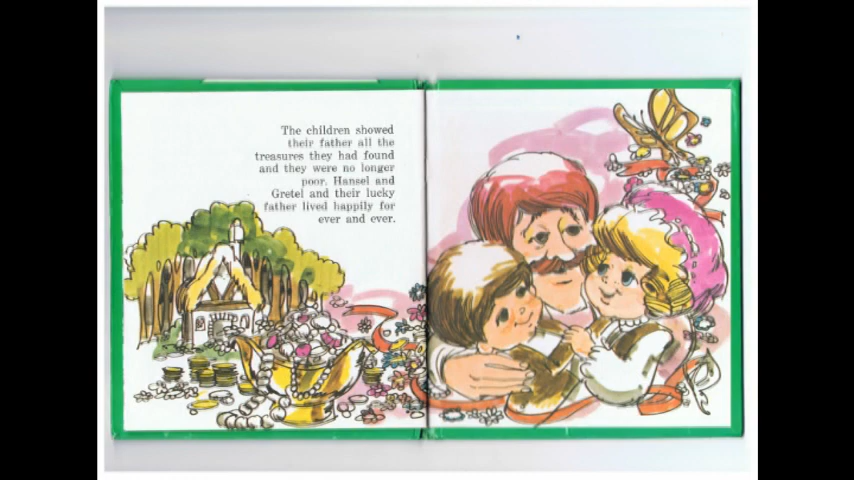 The children showed
their father all the
treasures they had found
and they were no longer
poor. Hansel and
Gretel and their lucky
father lived happily for
ever and ever.